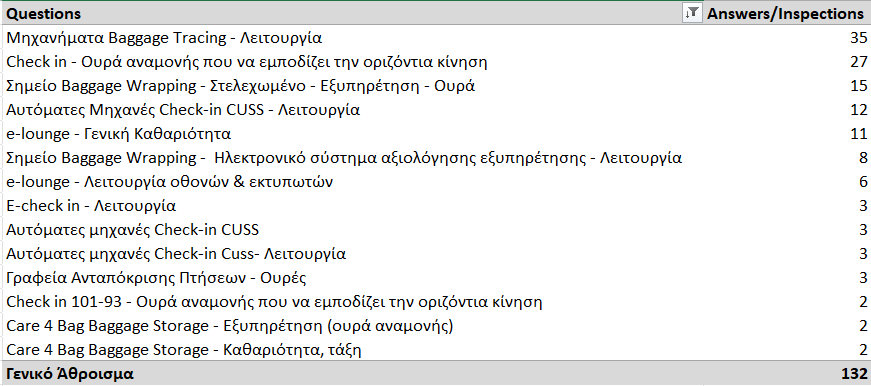 Questions Answers/Inspections
Μηχανήματα Baggage Tracing - Λειτουργία 35
Check in - Ουρά αναμονής που να εμποδίζει την οριζόντια κίνηση 27
Σημείο Baggage Wrapping - Στελεχωμένο - Εξυπηρέτηση - Ουρά 15
Αυτόματες Μηχανές Check-in CUSS - Λειτουργία 12
e-lounge - Γενική Καθαριότητα 11
Σημείο Baggage Wrapping -  Ηλεκτρονικό σύστημα αξιολόγησης εξυπηρέτησης - Λειτουργία 8
e-lounge - Λειτουργία οθονών & εκτυπωτών 6
E-check in - Λειτουργία 3
Αυτόματες μηχανές Check-in CUSS 3
Αυτόματες μηχανές Check-in Cuss- Λειτουργία 3
Γραφεία Ανταπόκρισης Πτήσεων - Ουρές 3
Check in 101-93 - Ουρά αναμονής που να εμποδίζει την οριζόντια κίνηση 2
Care 4 Bag Baggage Storage - Εξυπηρέτηση (ουρά αναμονής) 2
Care 4 Bag Baggage Storage - Καθαριότητα, τάξη 2
Γενικό Άθροισμα 132